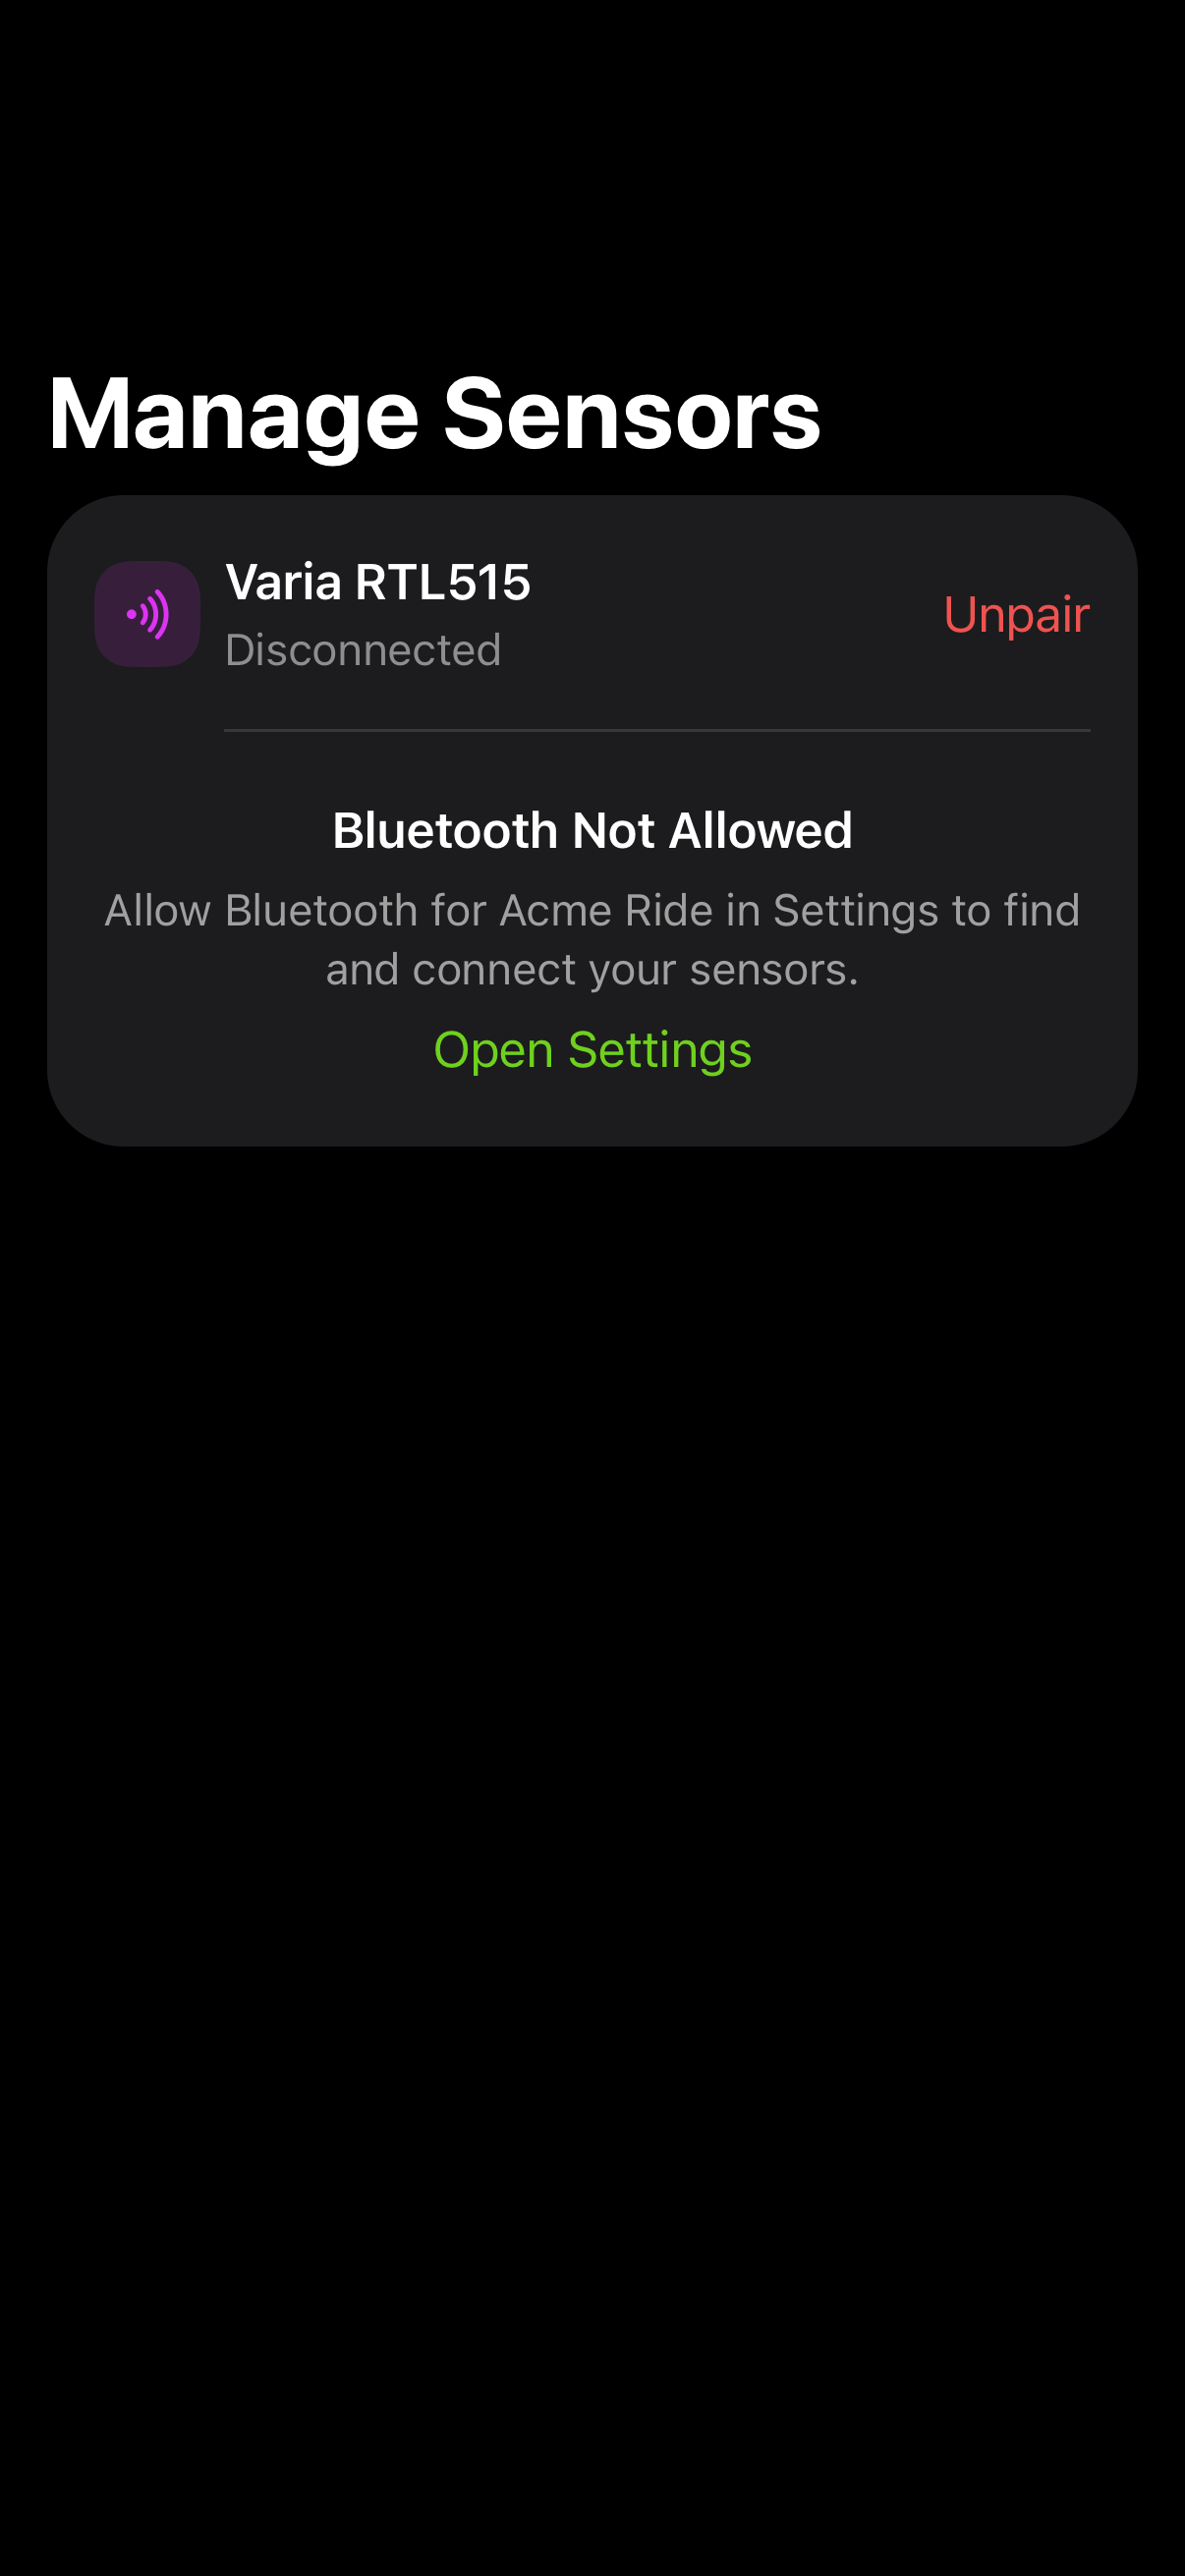 Manage Sensors
Varia RTL515
Disconnected
Unpair
Bluetooth Not Allowed
Allow Bluetooth for Acme Ride in Settings to find
and connect your sensors.
Open Settings